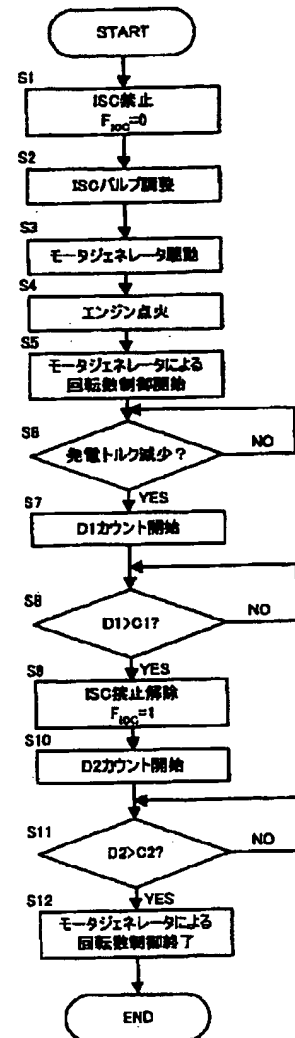 START
S1
ISC禁止
F_ISC=0
S2
ISCバルブ調整
S3
モータジェネレータ駆動
S4
エンジン点火
S5
モータジェネレータによる
回転数制御開始
S6
発電トルク減少?
NO
YES
S7
D1カウント開始
S8
D1>C1?
NO
YES
S9
ISC禁止解除
F_ISC=1
S10
D2カウント開始
S11
D2>C2?
NO
YES
S12
モータジェネレータによる
回転数制御終了
END